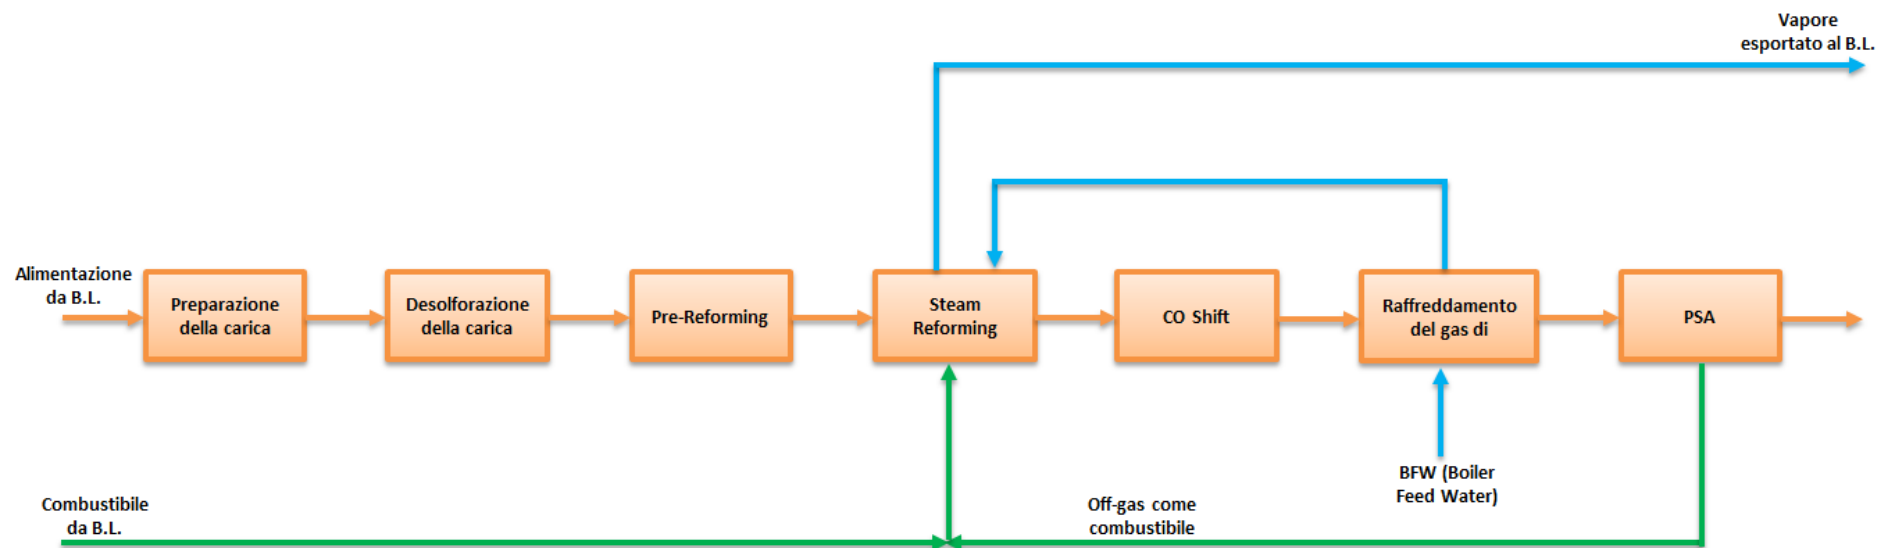 Vapore
esportato al B.L.
Alimentazione
da B.L.
Preparazione
della carica
Desolforazione
della carica
Pre-Reforming
Steam
Reforming
CO Shift
Raffreddamento
del gas di
PSA
BFW (Boiler
Feed Water)
Combustibile
da B.L.
Off-gas come
combustibile